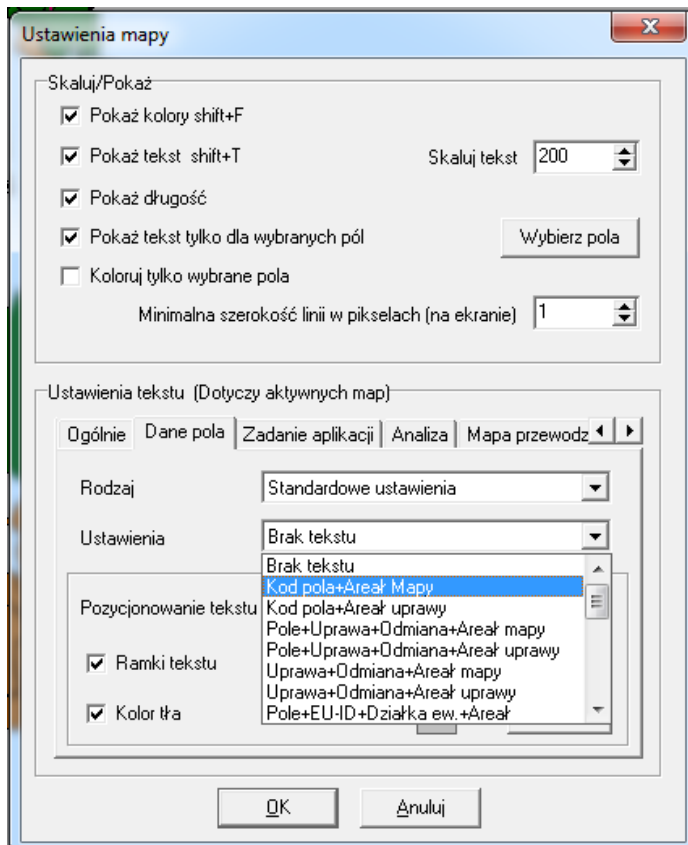 Ustawienia mapy
Skaluj/Pokaż
Pokaż kolory shift+F
Pokaż tekst shift+T
Skaluj tekst 200
Pokaż długość
Pokaż tekst tylko dla wybranych pól
Wybierz pola
Koloruj tylko wybrane pola
Minimalna szerokość linii w pikselach (na ekranie) 1
Ustawienia tekstu (Dotyczy aktywnych map)
Ogólnie Dane pola Zadanie aplikacji Analiza Mapa przewodz
Rodzaj Standardowe ustawienia
Ustawienia Brak tekstu
Brak tekstu
Kod pola+Areał Mapy
Kod pola+Areał uprawy
Pozycjonowanie tekstu
Pole+Uprawa+Odmiana+Areał mapy
Pole+Uprawa+Odmiana+Areał uprawy
Ramki tekstu
Uprawa+Odmiana+Areał mapy
Uprawa+Odmiana+Areał uprawy
Kolor tła
Pole+EU-ID+Działka ew.+Areał
OK Anuluj